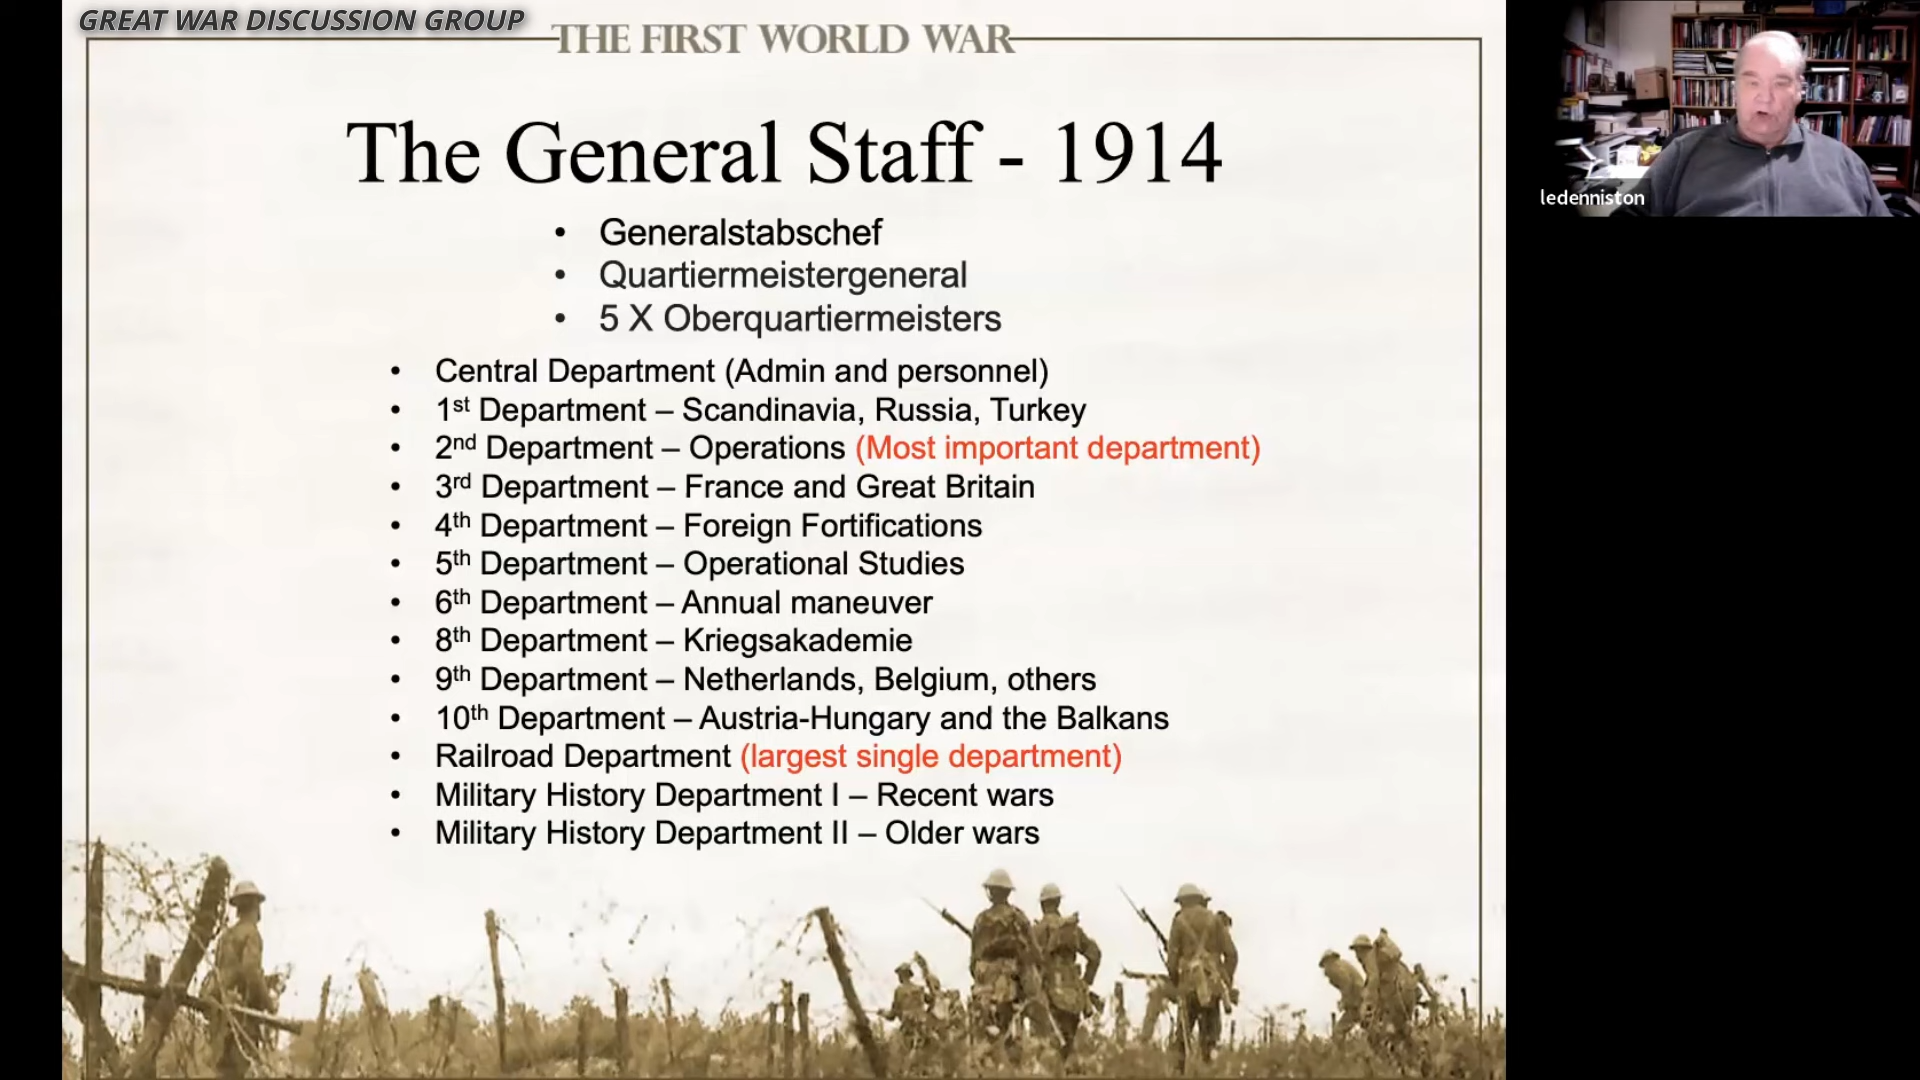 GREAT WAR DISCUSSION GROUP
THE FIRST WORLD WAR
The General Staff - 1914
• Generalstabschef
• Quartiermeistergeneral
• 5 X Oberquartiermeisters
• Central Department (Admin and personnel)
• 1st Department – Scandinavia, Russia, Turkey
• 2nd Department – Operations (Most important department)
• 3rd Department – France and Great Britain
• 4th Department – Foreign Fortifications
• 5th Department – Operational Studies
• 6th Department – Annual maneuver
• 8th Department – Kriegsakademie
• 9th Department – Netherlands, Belgium, others
• 10th Department – Austria-Hungary and the Balkans
• Railroad Department (largest single department)
• Military History Department I – Recent wars
• Military History Department II – Older wars
ledenniston